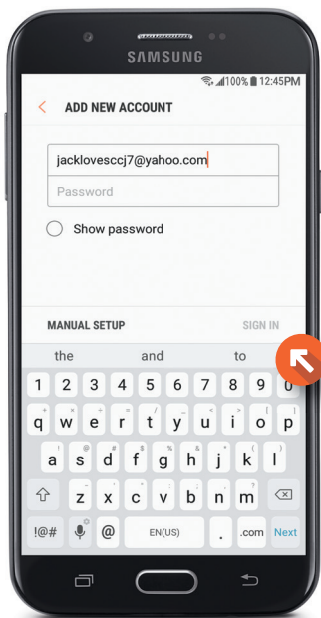 SAMSUNG
100% 12:45PM
< ADD NEW ACCOUNT
jacklovesccj7@yahoo.com
Password
Show password
MANUAL SETUP SIGN IN
the and to
1 2 3 4 5 6 7 8 9 0
q w e r t y u i o p
a s d f g h j k l
z x c v b n m
!@# @ EN(US) . .com Next